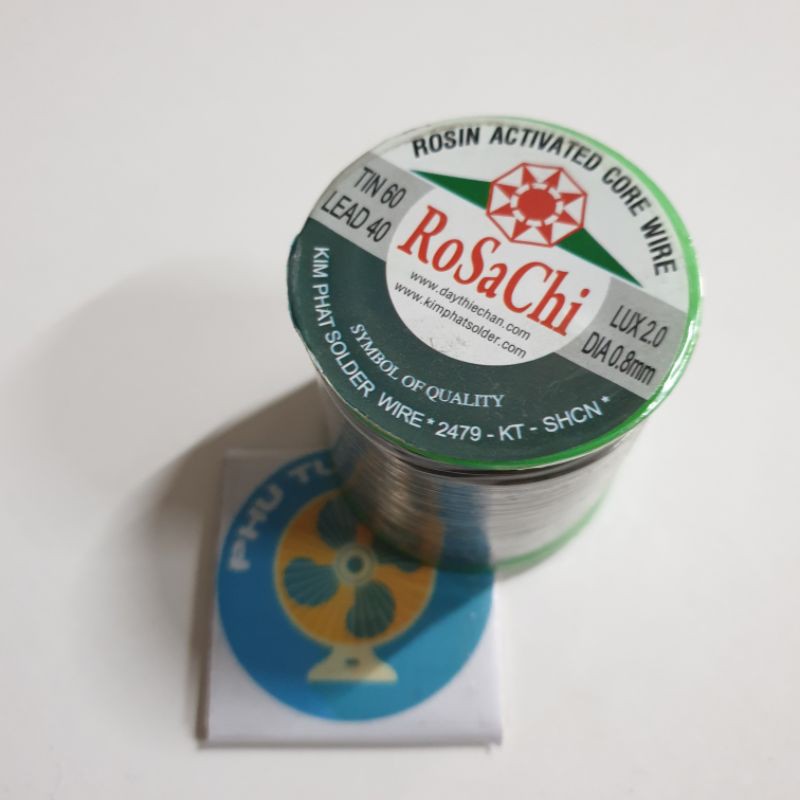 ROSIN ACTIVATED CORE WIRE
TIN 60
LEAD 40
RoSaChi
www.daythiechan.com
www.kimphatsolder.com
LUX 2.0
DIA 0.8mm
SYMBOL OF QUALITY
KIM PHAT SOLDER WIRE * 2479 - KT - SHCN *
PHU